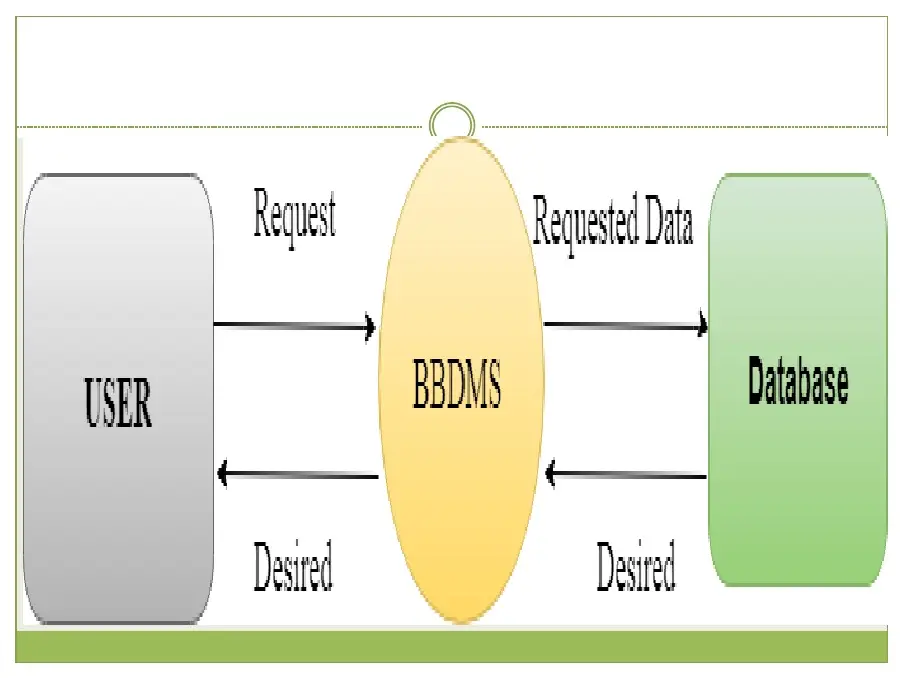 Request
Requested Data
USER
BBDMS
Database
Desired
Desired